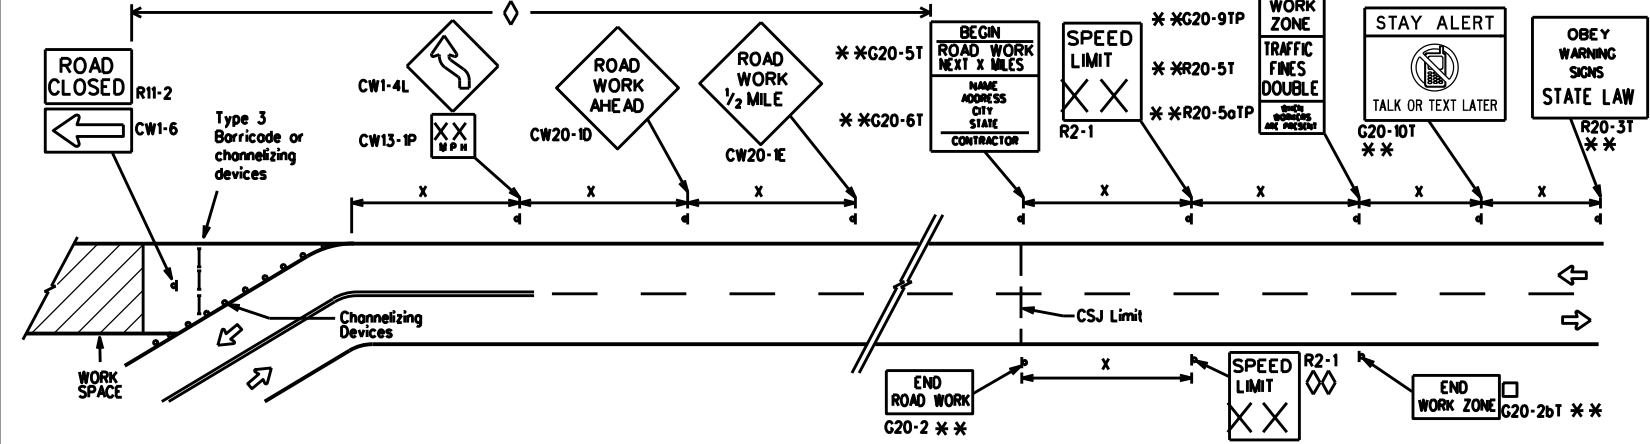 ROAD
CLOSED
R11-2
CW1-6
Type 3
Barricade or
channelizing
devices
CW1-4L
XX
MPH
CW13-1P
ROAD
WORK
AHEAD
CW20-1D
ROAD
WORK
1/2 MILE
CW20-1E
* *G20-5T
* *G20-6T
BEGIN
ROAD WORK
NEXT X MILES
NAME
ADDRESS
CITY
STATE
CONTRACTOR
SPEED
LIMIT
XX
R2-1
* *G20-9TP
* *R20-5T
* *R20-5aTP
WORK
ZONE
TRAFFIC
FINES
DOUBLE
WHEN
WORKERS
ARE PRESENT
STAY ALERT
TALK OR TEXT LATER
G20-10T
* *
OBEY
WARNING
SIGNS
STATE LAW
R20-3T
* *
X
X
X
X
X
X
X
Channelizing
Devices
CSJ Limit
WORK
SPACE
X
END
ROAD WORK
G20-2 * *
SPEED
LIMIT
XX
R2-1
END
WORK ZONE
G20-2bT * *